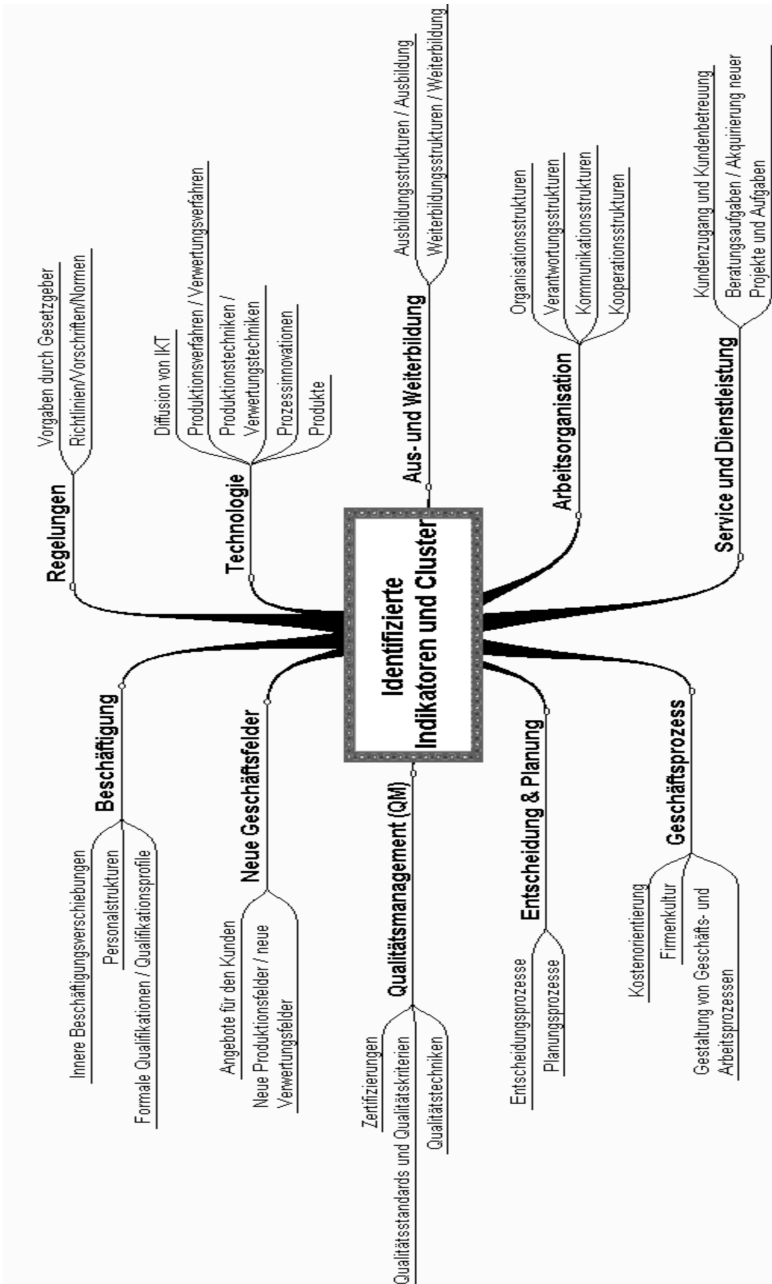 Identifizierte
Indikatoren und Cluster
Regelungen
Vorgaben durch Gesetzgeber
Richtlinien/Vorschriften/Normen
Technologie
Diffusion von IKT
Produktionsverfahren / Verwertungsverfahren
Produktionstechniken /
Verwertungstechniken
Prozessinnovationen
Produkte
Aus- und Weiterbildung
Ausbildungsstrukturen / Ausbildung
Weiterbildungsstrukturen / Weiterbildung
Arbeitsorganisation
Organisationsstrukturen
Verantwortungsstrukturen
Kommunikationsstrukturen
Kooperationsstrukturen
Service und Dienstleistung
Kundenzugang und Kundenbetreuung
Beratungsaufgaben / Akquirierung neuer
Projekte und Aufgaben
Beschäftigung
Innere Beschäftigungsverschiebungen
Personalstrukturen
Formale Qualifikationen / Qualifikationsprofile
Neue Geschäftsfelder
Angebote für den Kunden
Neue Produktionsfelder / neue
Verwertungsfelder
Qualitätsmanagement (QM)
Zertifizierungen
Qualitätsstandards und Qualitätskriterien
Qualitätstechniken
Entscheidung & Planung
Entscheidungsprozesse
Planungsprozesse
Geschäftsprozess
Kostenorientierung
Firmenkultur
Gestaltung von Geschäfts- und
Arbeitsprozessen